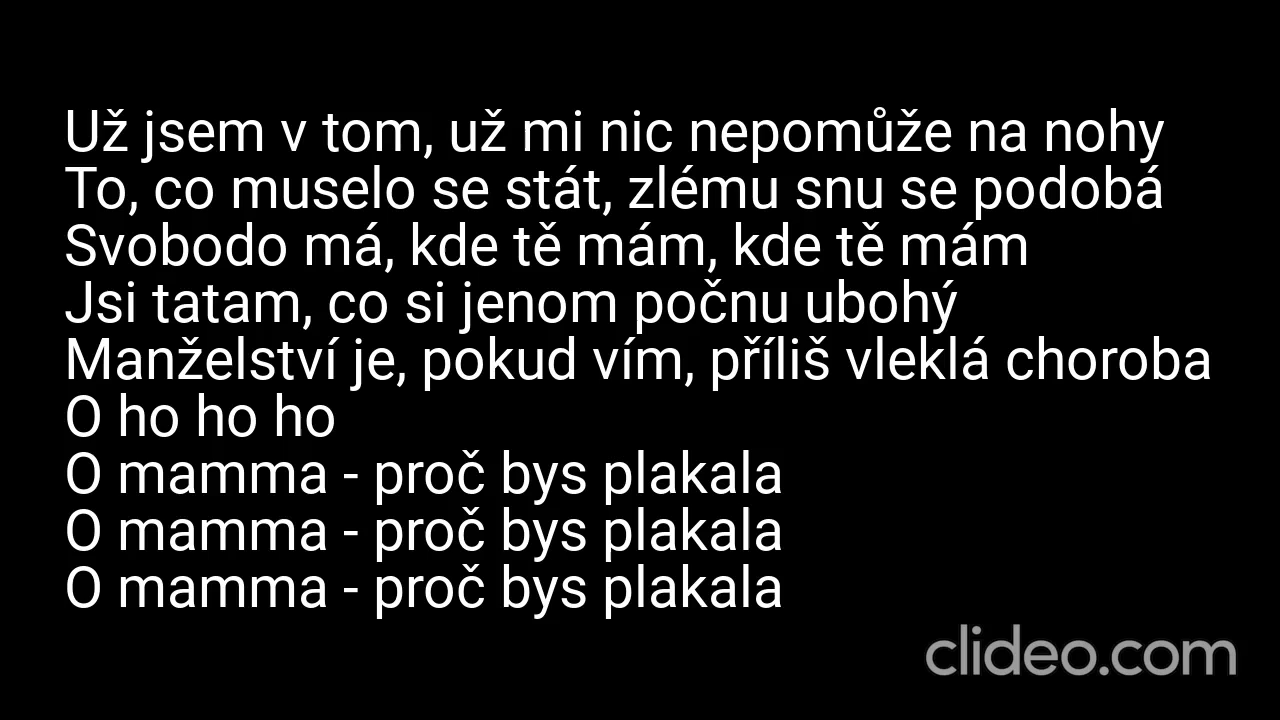 Už jsem v tom, už mi nic nepomůže na nohy
To, co muselo se stát, zlému snu se podobá
Svobodo má, kde tě mám, kde tě mám
Jsi tatam, co si jenom počnu ubohý
Manželství je, pokud vím, příliš vleklá choroba
O ho ho ho
O mamma - proč bys plakala
O mamma - proč bys plakala
O mamma - proč bys plakala
clideo.com